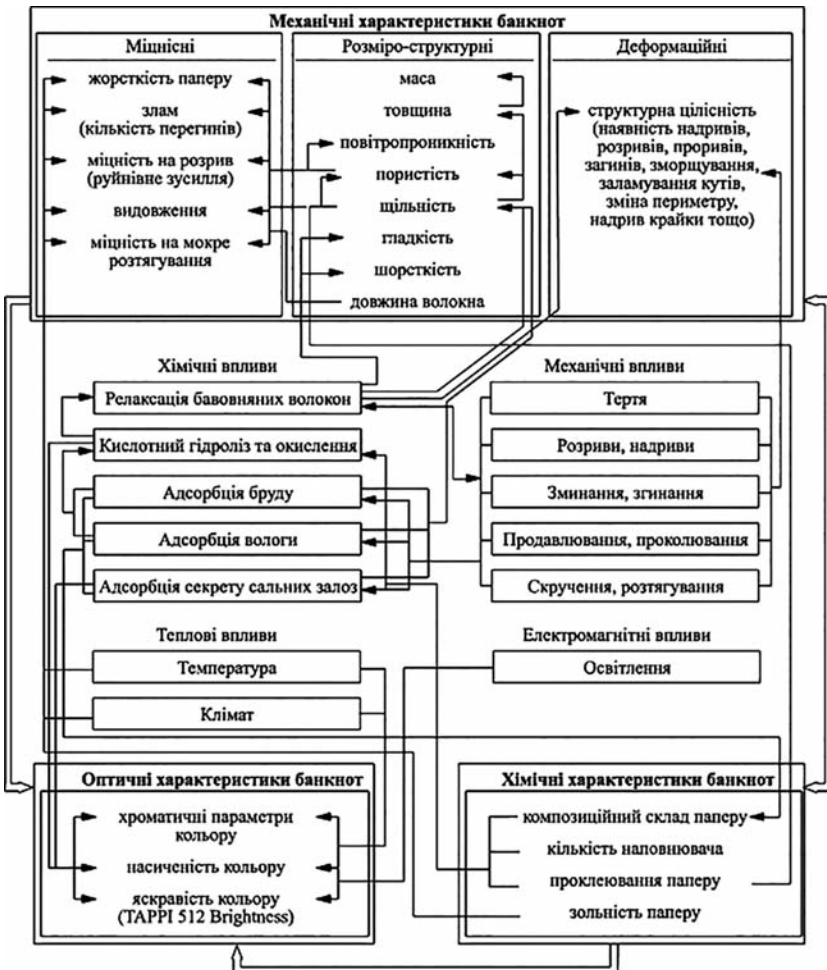 Механічні характеристики банкнот
Міцнісні
жорсткість паперу
злам
(кількість перегинів)
міцність на розрив
(руйнівне зусилля)
видовження
міцність на мокре
розтягування
Розміро-структурні
маса
товщина
повітропроникність
пористість
щільність
гладкість
шорсткість
довжина волокна
Деформаційні
структурна цілісність
(наявність надривів,
розривів, проривів,
загинів, зморщування,
заламування кутів,
зміна периметру,
надрив крайки тощо)
Хімічні впливи
Релаксація бавовняних волокон
Кислотний гідроліз та окислення
Адсорбція бруду
Адсорбція вологи
Адсорбція секрету сальних залоз
Механічні впливи
Тертя
Розриви, надриви
Зминання, згинання
Продавлювання, проколювання
Скручення, розтягування
Теплові впливи
Температура
Клімат
Електромагнітні впливи
Освітлення
Оптичні характеристики банкнот
хроматичні параметри
кольору
насиченість кольору
яскравість кольору
(TAPPI 512 Brightness)
Хімічні характеристики банкнот
композиційний склад паперу
кількість наповнювача
проклеювання паперу
зольність паперу